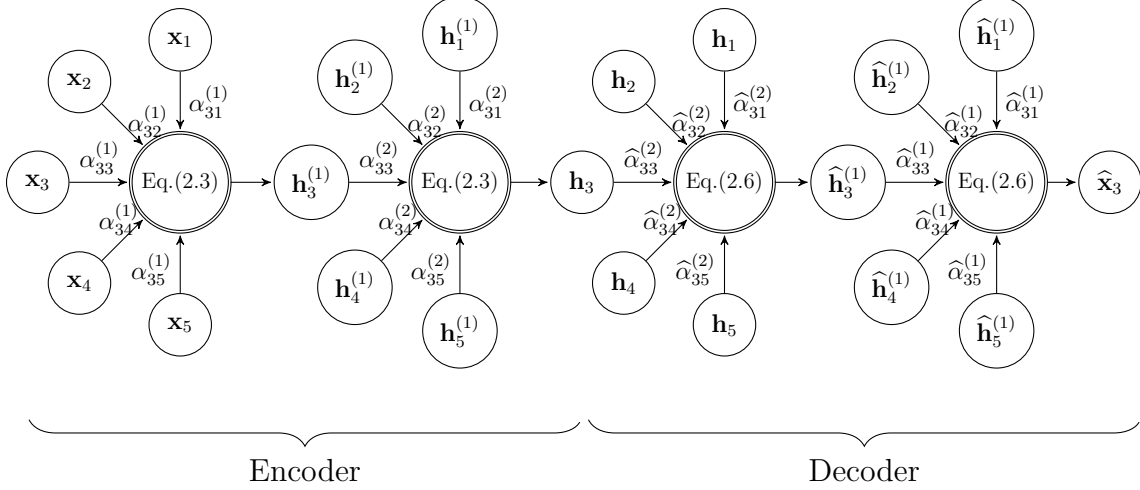 x₁
x₂
x₃
x₄
x₅
α₃₁⁽¹⁾
α₃₂⁽¹⁾
α₃₃⁽¹⁾
α₃₄⁽¹⁾
α₃₅⁽¹⁾
Eq.(2.3)
h₁⁽¹⁾
h₂⁽¹⁾
h₃⁽¹⁾
h₄⁽¹⁾
h₅⁽¹⁾
α₃₁⁽²⁾
α₃₂⁽²⁾
α₃₃⁽²⁾
α₃₄⁽²⁾
α₃₅⁽²⁾
Eq.(2.3)
h₁
h₂
h₃
h₄
h₅
α̂₃₁⁽²⁾
α̂₃₂⁽²⁾
α̂₃₃⁽²⁾
α̂₃₄⁽²⁾
α̂₃₅⁽²⁾
Eq.(2.6)
ĥ₁⁽¹⁾
ĥ₂⁽¹⁾
ĥ₃⁽¹⁾
ĥ₄⁽¹⁾
ĥ₅⁽¹⁾
α̂₃₁⁽¹⁾
α̂₃₂⁽¹⁾
α̂₃₃⁽¹⁾
α̂₃₄⁽¹⁾
α̂₃₅⁽¹⁾
Eq.(2.6)
x̂₃
Encoder
Decoder